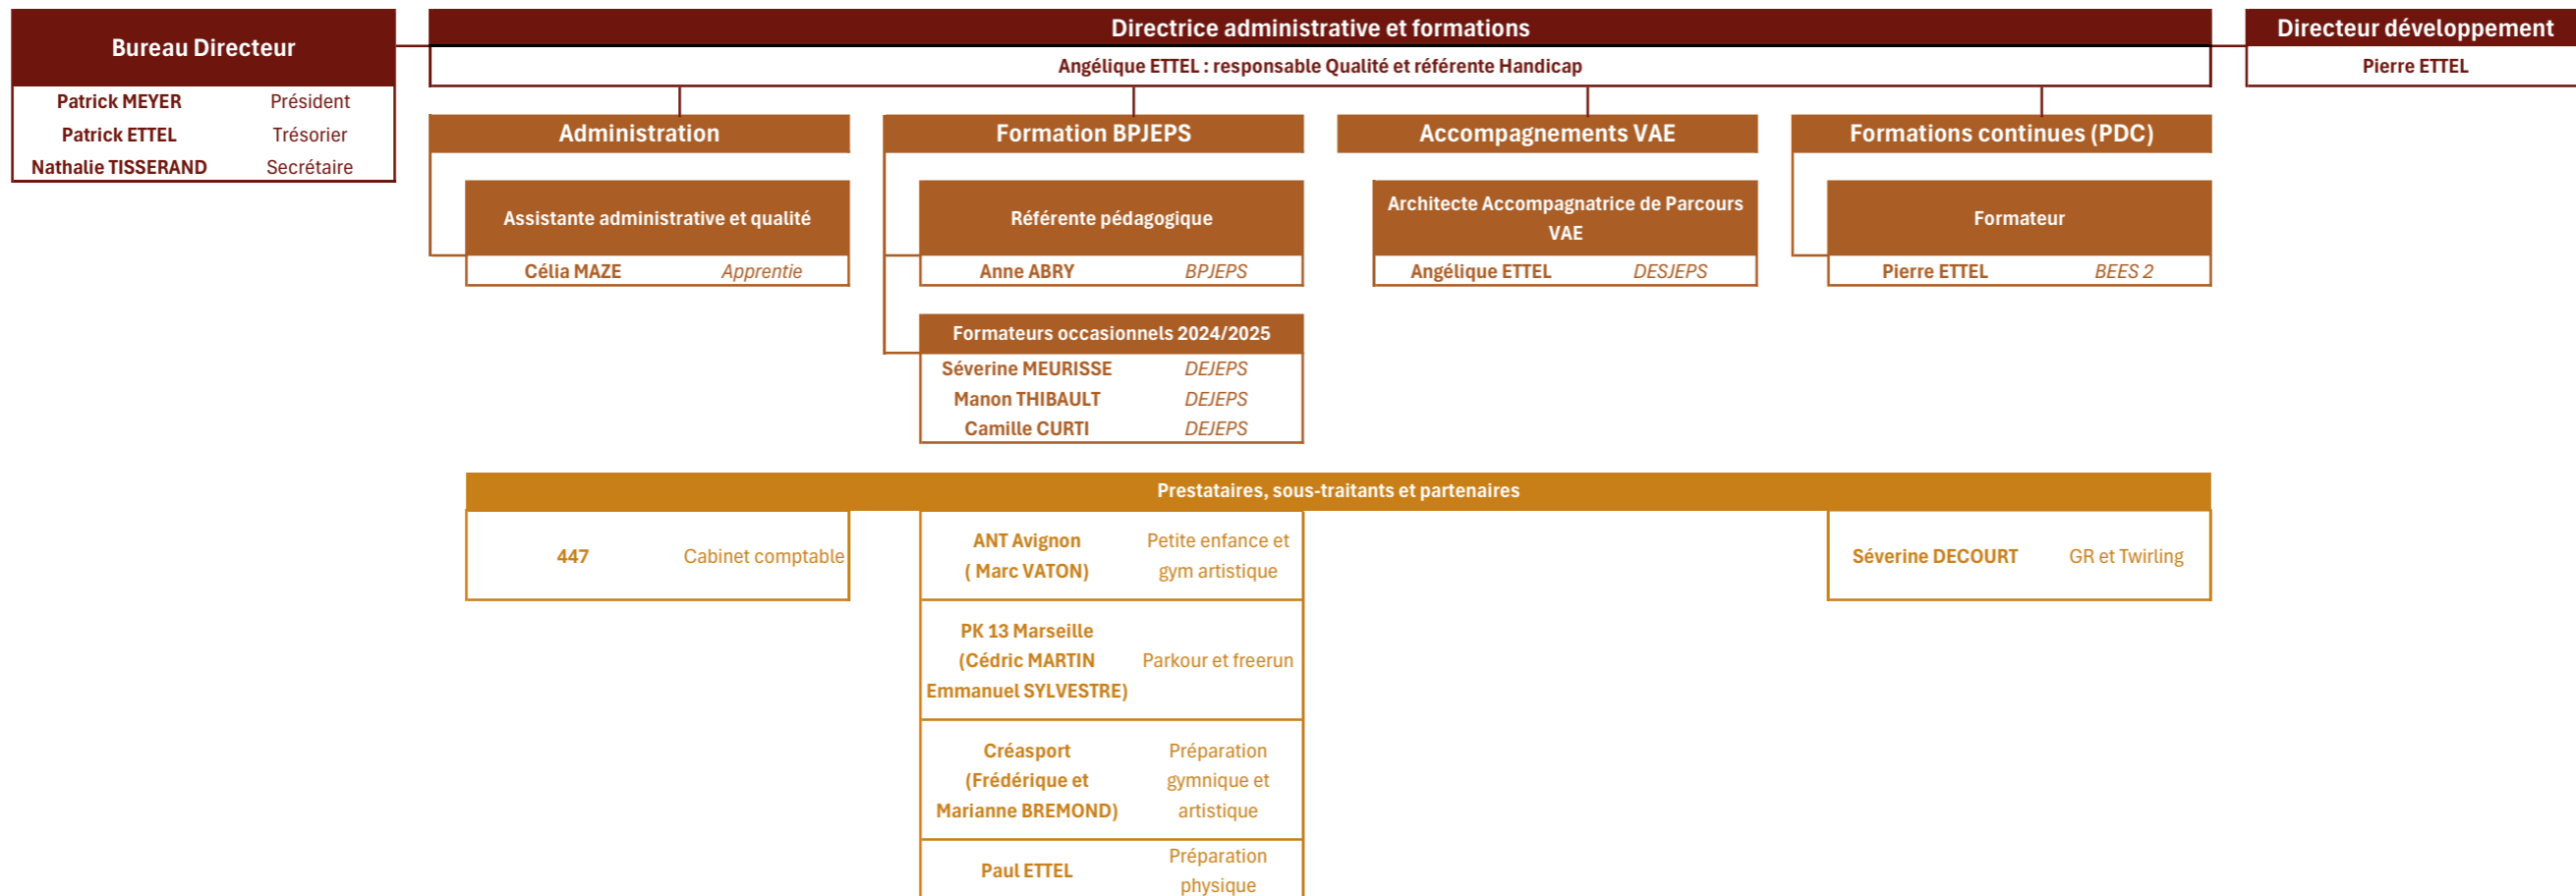 Bureau Directeur
Patrick MEYER Président
Patrick ETTEL Trésorier
Nathalie TISSERAND Secrétaire
Directrice administrative et formations
Angélique ETTEL : responsable Qualité et référente Handicap
Directeur développement
Pierre ETTEL
Administration
Assistante administrative et qualité
Célia MAZE Apprentie
Formation BPJEPS
Référente pédagogique
Anne ABRY BPJEPS
Formateurs occasionnels 2024/2025
Séverine MEURISSE DEJEPS
Manon THIBAULT DEJEPS
Camille CURTI DEJEPS
Accompagnements VAE
Architecte Accompagnatrice de Parcours
VAE
Angélique ETTEL DESJEPS
Formations continues (PDC)
Formateur
Pierre ETTEL BEES 2
Prestataires, sous-traitants et partenaires
447 Cabinet comptable
ANT Avignon
( Marc VATON)
Petite enfance et
gym artistique
PK 13 Marseille
(Cédric MARTIN
Emmanuel SYLVESTRE)
Parkour et freerun
Créasport
(Frédérique et
Marianne BREMOND)
Préparation
gymnique et
artistique
Paul ETTEL
Préparation
physique
Séverine DECOURT GR et Twirling